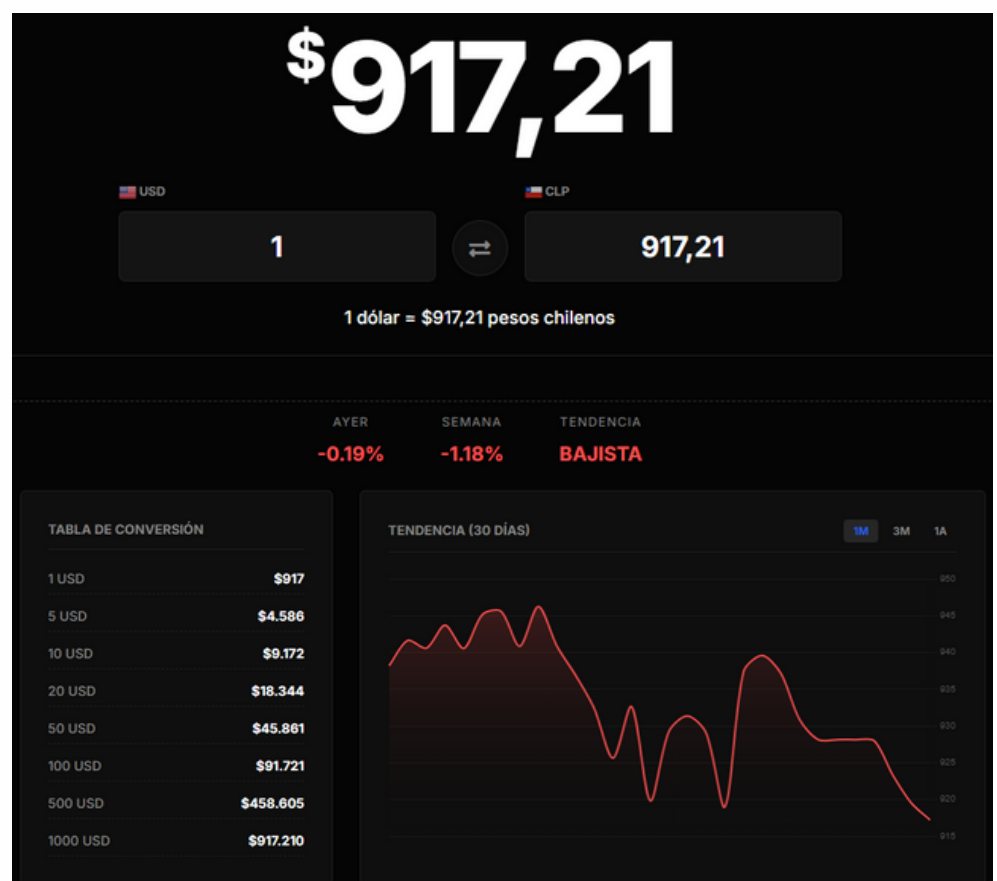 $917,21
USD
CLP
1
917,21
1 dólar = $917,21 pesos chilenos
AYER SEMANA TENDENCIA
-0.19% -1.18% BAJISTA
TABLA DE CONVERSIÓN
1 USD $917
5 USD $4.586
10 USD $9.172
20 USD $18.344
50 USD $45.861
100 USD $91.721
500 USD $458.605
1000 USD $917.210
TENDENCIA (30 DÍAS)
1M 3M 1A
950
945
940
935
930
925
920
915